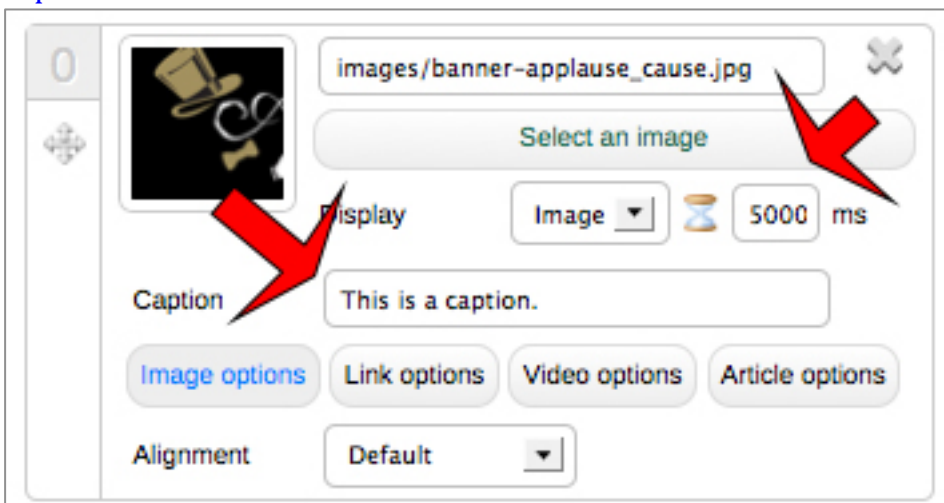 0
images/banner-applause_cause.jpg
Select an image
Display Image 5000 ms
Caption This is a caption.
Image options Link options Video options Article options
Alignment Default